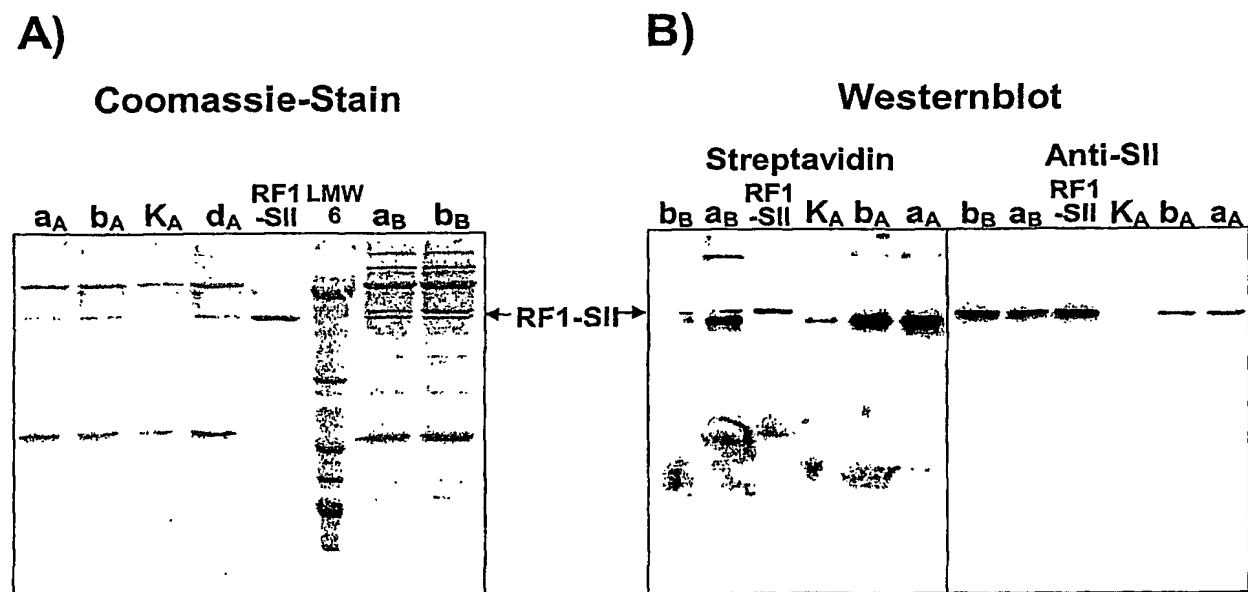 A)
B)
Coomassie-Stain
Westernblot
Streptavidin
Anti-SII
RF1 LMW
aA bA KA dA -SII 6 aB bB
RF1
bB aB -SII KA bA aA
RF1
bB aB -SII KA bA aA
RF1-SII